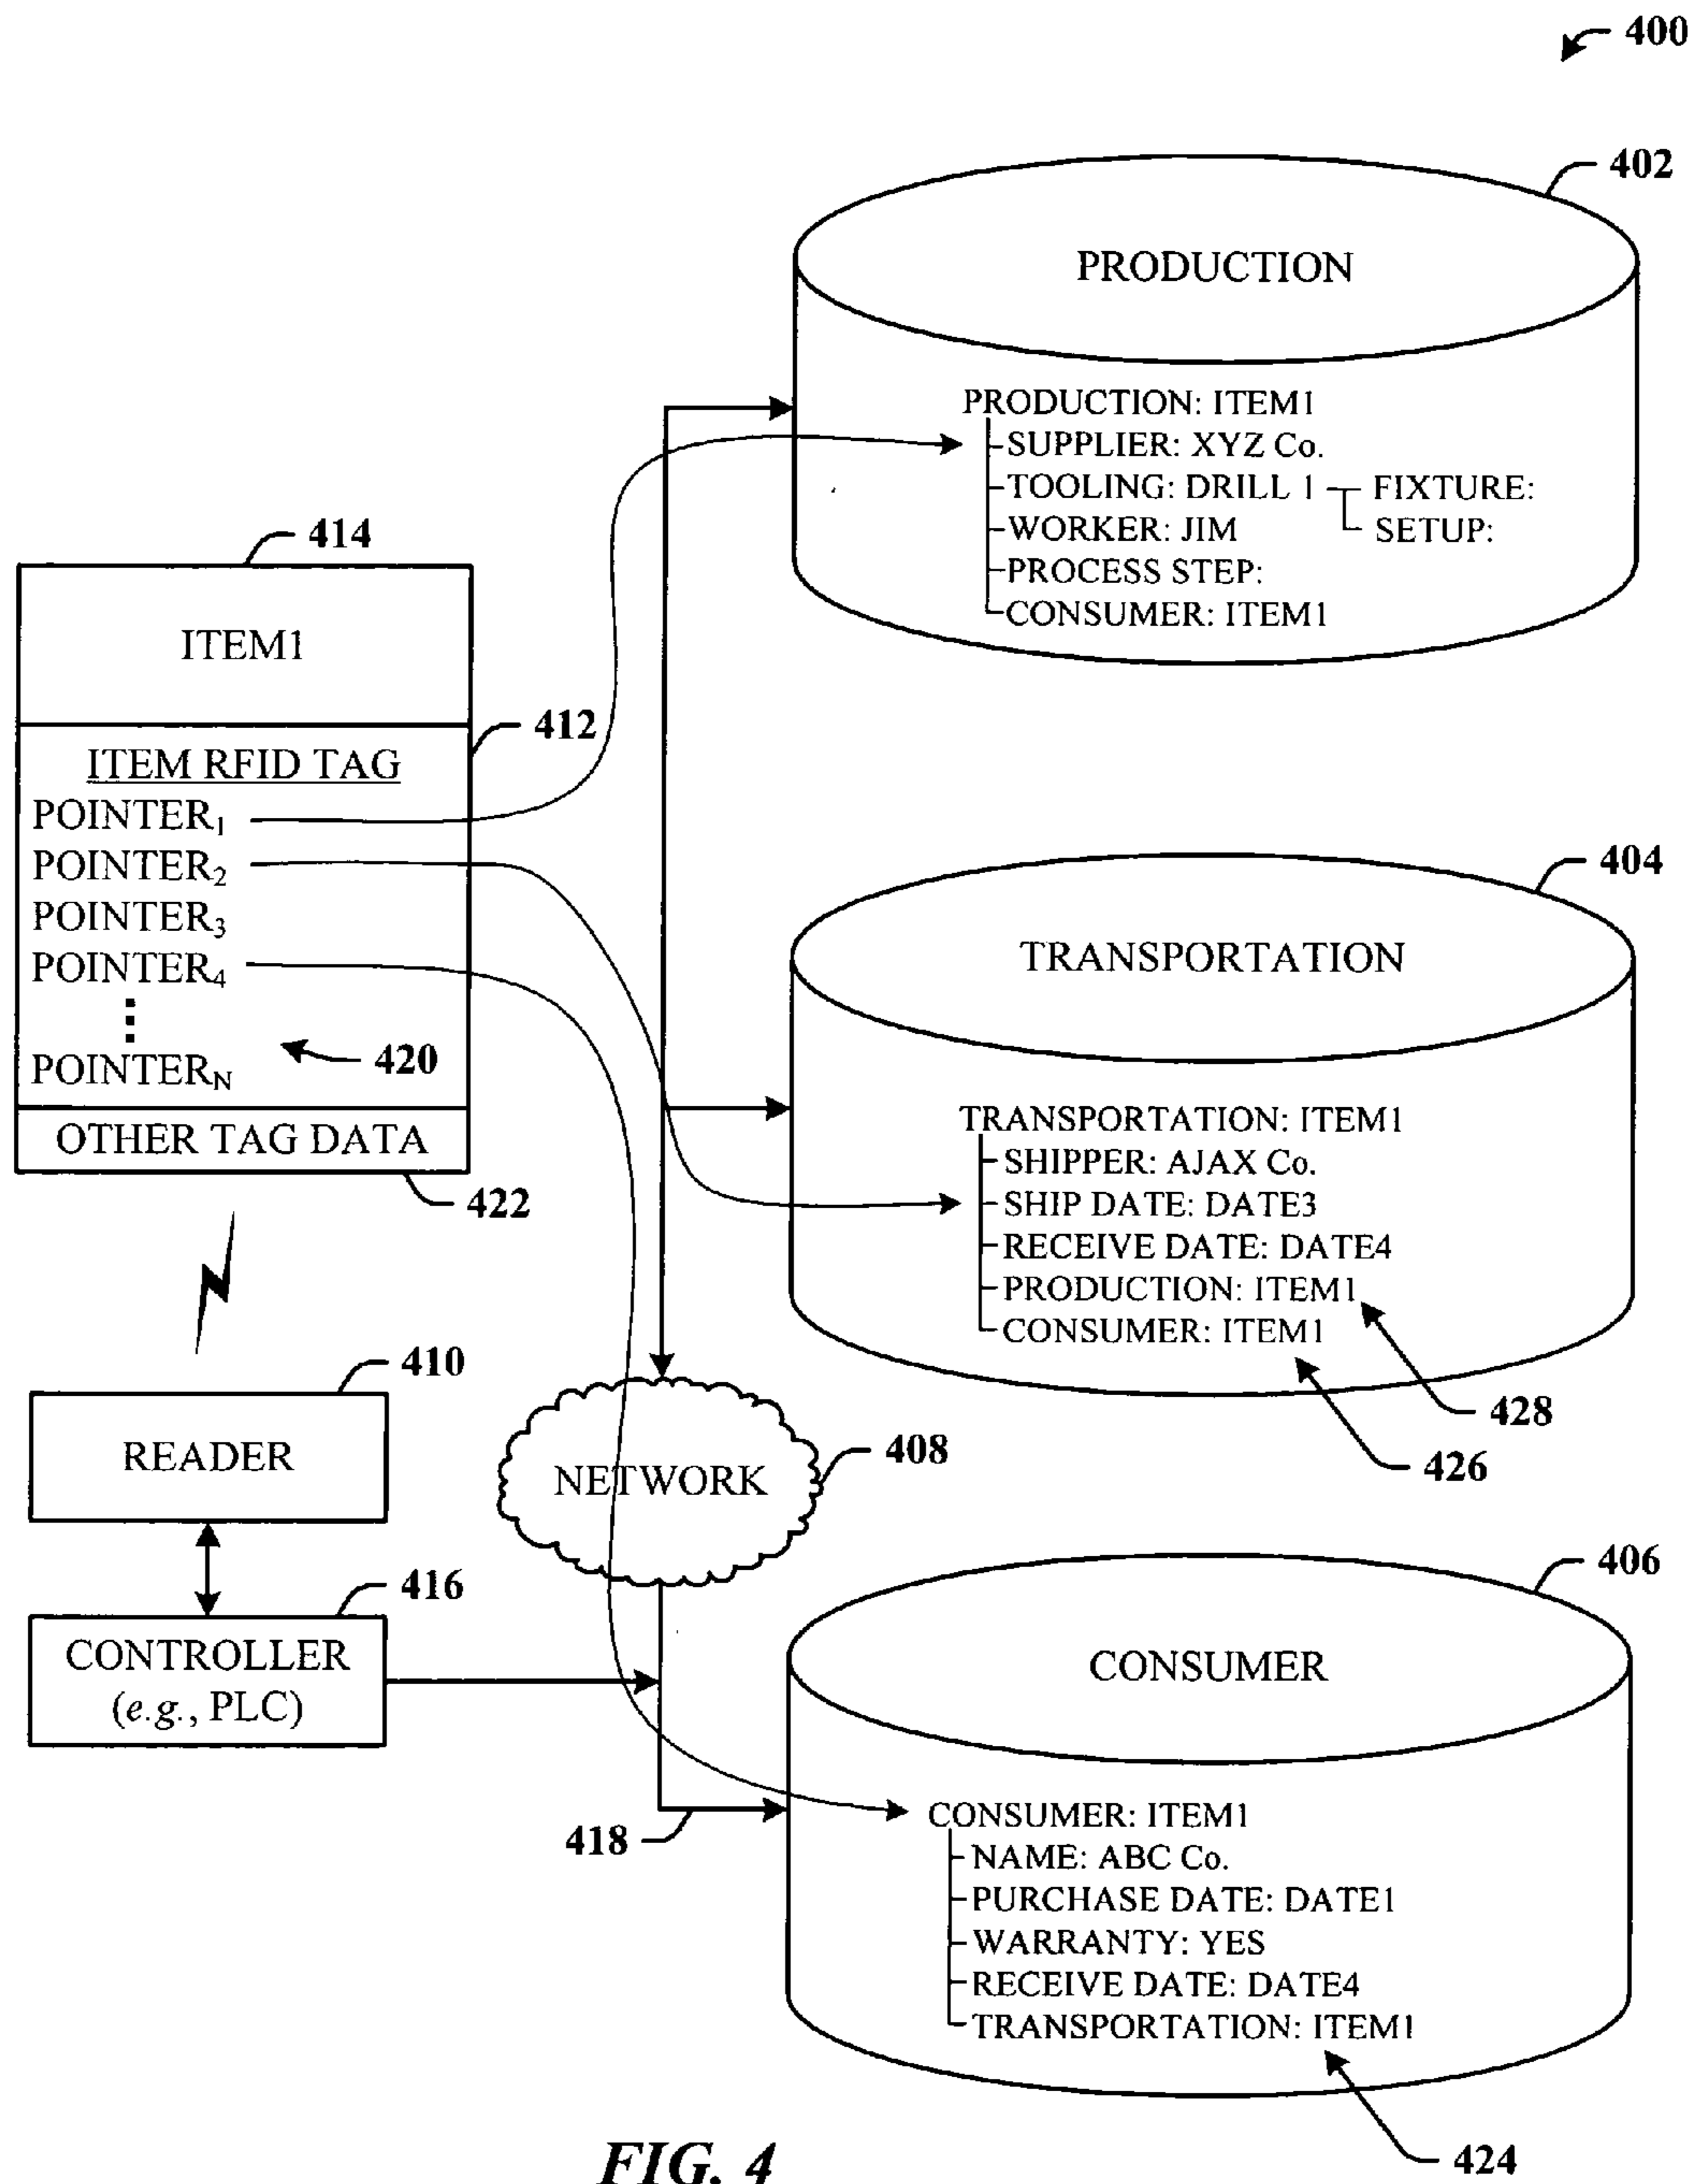 400
402
PRODUCTION
PRODUCTION: ITEM1
SUPPLIER: XYZ Co.
TOOLING: DRILL 1
FIXTURE:
SETUP:
WORKER: JIM
PROCESS STEP:
CONSUMER: ITEM1
414
ITEM1
412
ITEM RFID TAG
POINTER1
POINTER2
POINTER3
POINTER4
POINTERN
420
OTHER TAG DATA
422
404
TRANSPORTATION
TRANSPORTATION: ITEM1
SHIPPER: AJAX Co.
SHIP DATE: DATE3
RECEIVE DATE: DATE4
PRODUCTION: ITEM1
CONSUMER: ITEM1
428
426
410
READER
NETWORK
408
416
CONTROLLER
(e.g., PLC)
418
406
CONSUMER
CONSUMER: ITEM1
NAME: ABC Co.
PURCHASE DATE: DATE1
WARRANTY: YES
RECEIVE DATE: DATE4
TRANSPORTATION: ITEM1
424
FIG. 4